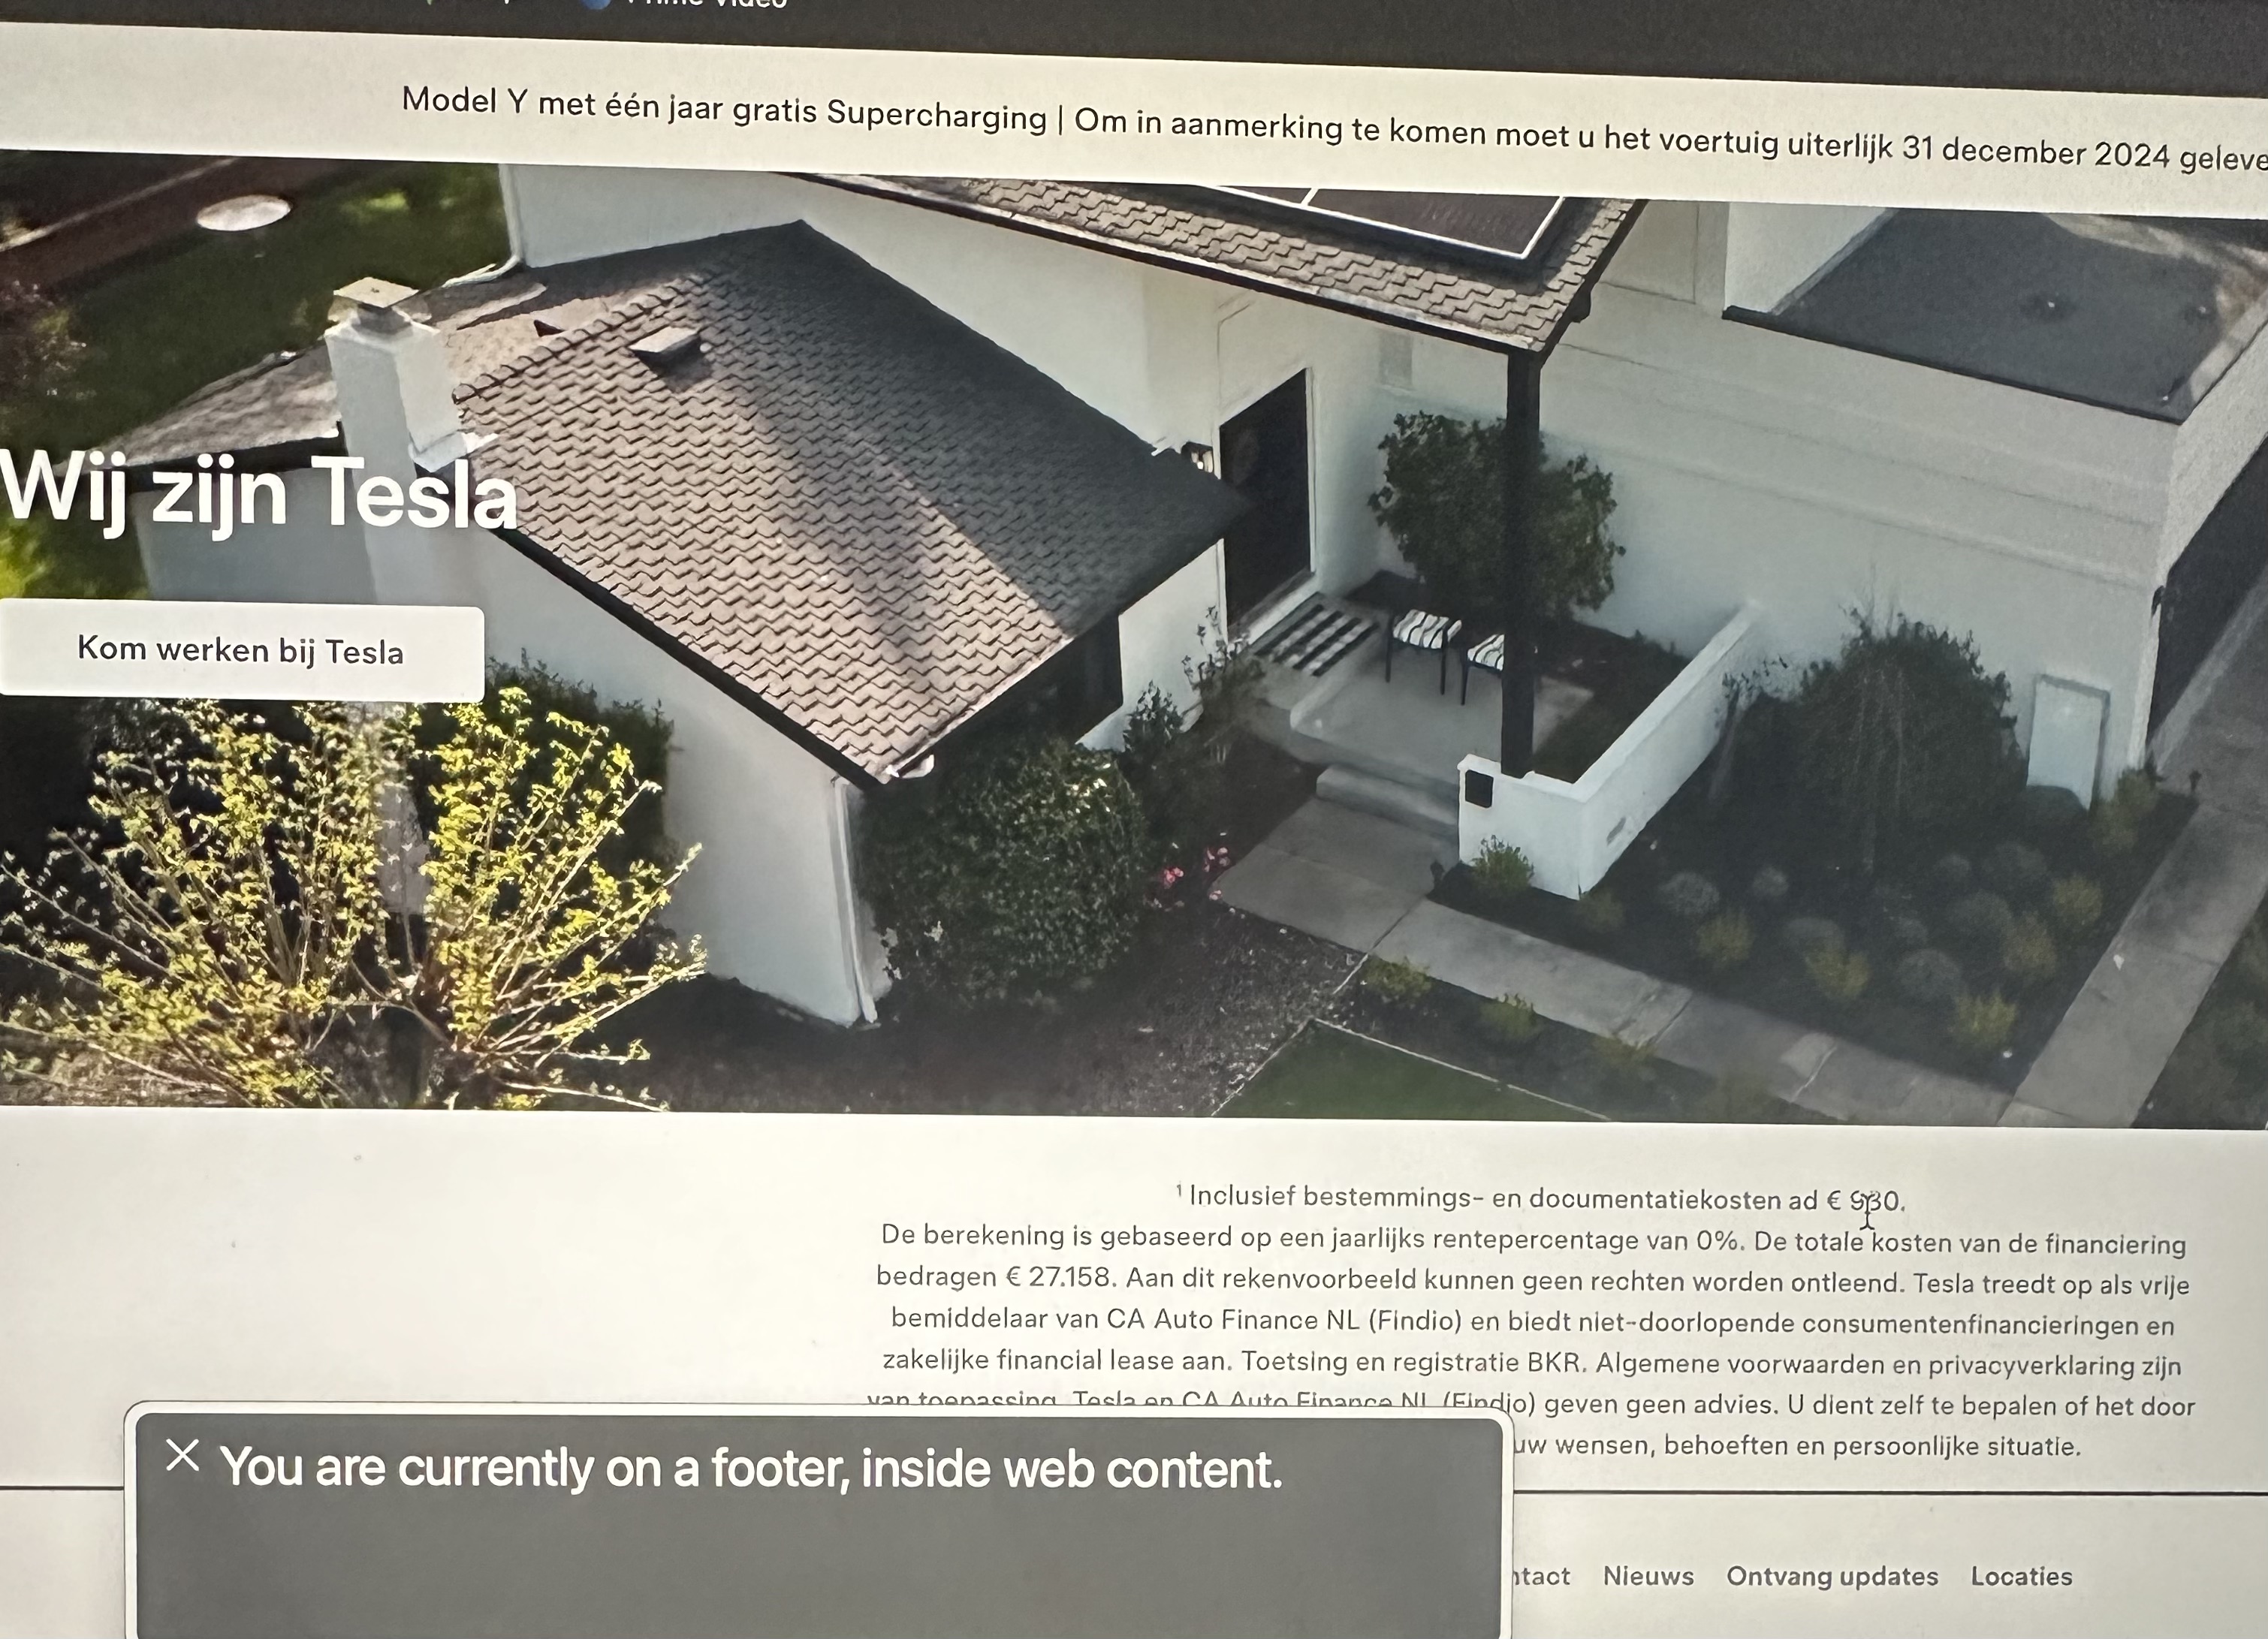 Prime Video
Model Y met één jaar gratis Supercharging | Om in aanmerking te komen moet u het voertuig uiterlijk 31 december 2024
Wij zijn Tesla
Kom werken bij Tesla
¹ Inclusief bestemmings- en documentatiekosten ad € 980.
De berekening is gebaseerd op een jaarlijks rentepercentage van 0%. De totale kosten van de financiering
bedragen € 27.158. Aan dit rekenvoorbeeld kunnen geen rechten worden ontleend. Tesla treedt op als vrije
bemiddelaar van CA Auto Finance NL (Findio) en biedt niet-doorlopende consumentenfinancieringen en
zakelijke financial lease aan. Toetsing en registratie BKR. Algemene voorwaarden en privacyverklaring zijn
van toepassing. Tesla en CA Auto Finance NL (Findio) geven geen advies. U dient zelf te bepalen of het door
uw wensen, behoeften en persoonlijke situatie.
You are currently on a footer, inside web content.
Nieuws Ontvang updates Locaties